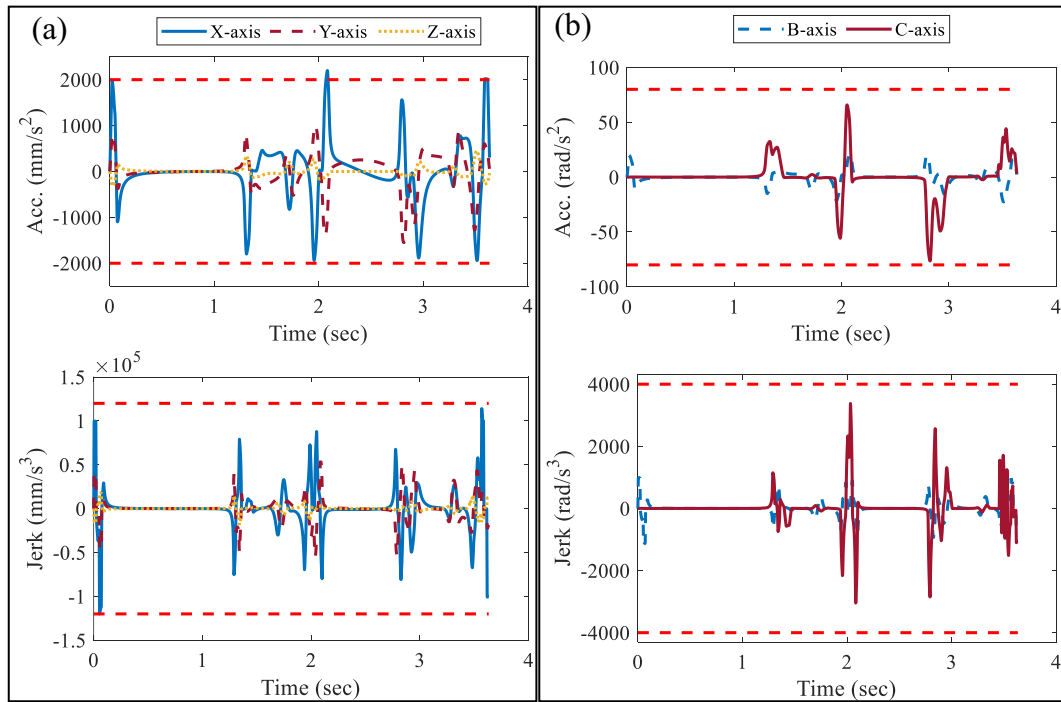 (a)
X-axis Y-axis Z-axis
2000
1000
0
-1000
-2000
Acc. (mm/s²)
0 1 2 3 4
Time (sec)
×10⁵
1.5
1
0.5
0
-0.5
-1
-1.5
Jerk (mm/s³)
0 1 2 3 4
Time (sec)
(b)
B-axis C-axis
100
50
0
-50
-100
Acc. (rad/s²)
0 1 2 3 4
Time (sec)
4000
2000
0
-2000
-4000
Jerk (rad/s³)
0 1 2 3 4
Time (sec)